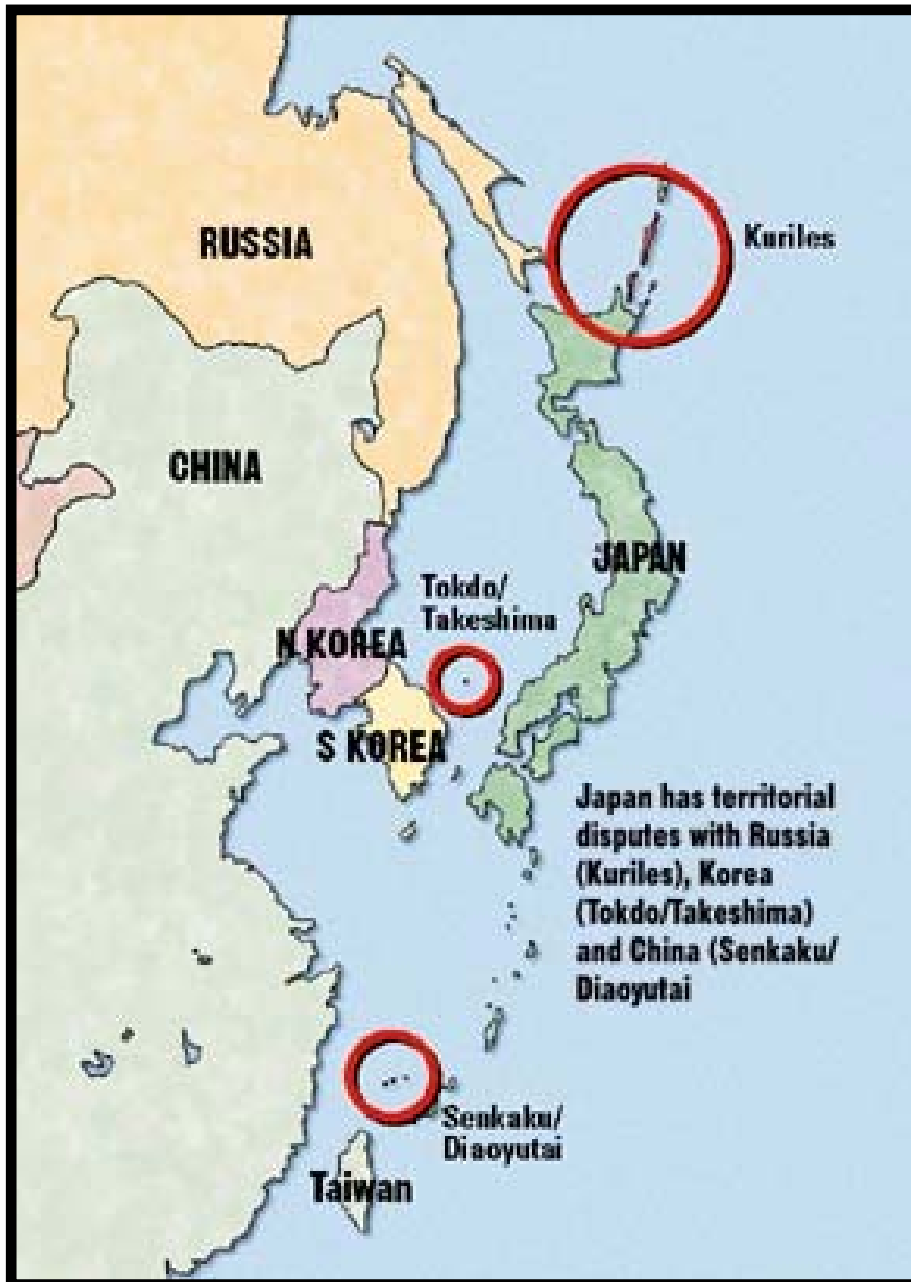 RUSSIA
Kuriles
CHINA
JAPAN
Tokdo/
Takeshima
N KOREA
S KOREA
Japan has territorial
disputes with Russia
(Kuriles), Korea
(Tokdo/Takeshima)
and China (Senkaku/
Diaoyutai
Senkaku/
Diaoyutai
Taiwan